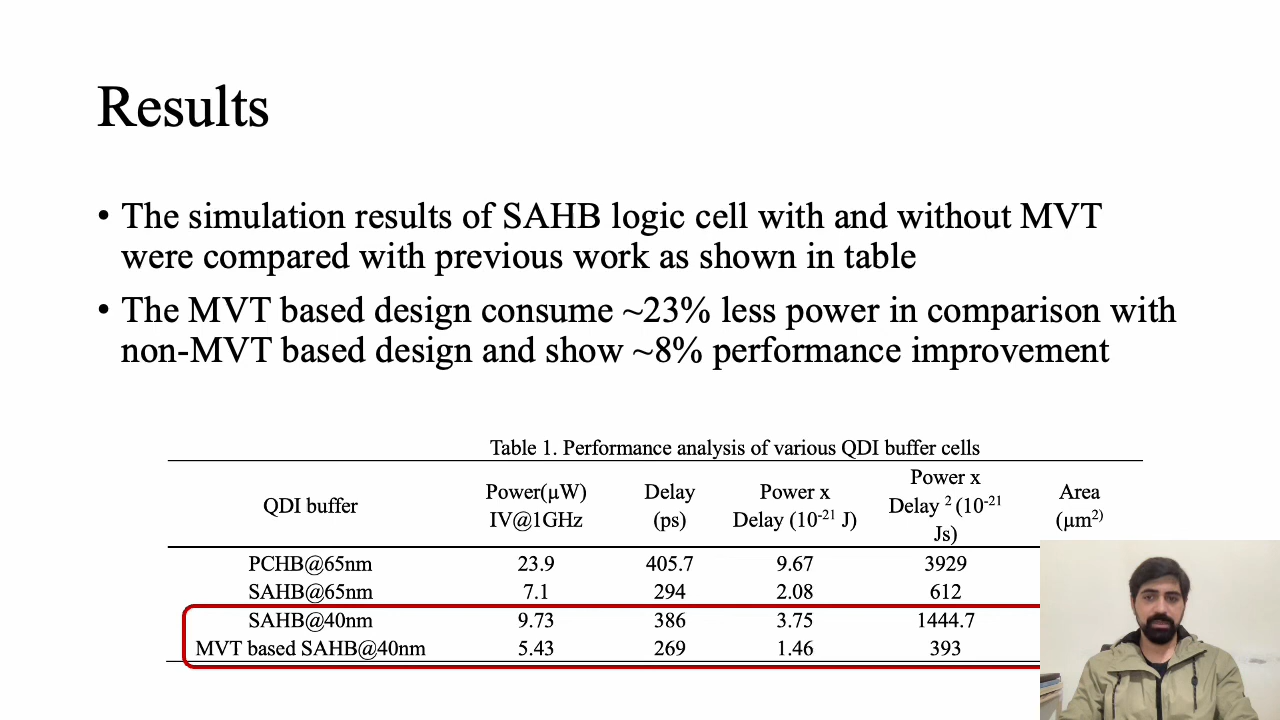 Results
• The simulation results of SAHB logic cell with and without MVT
were compared with previous work as shown in table
• The MVT based design consume ~23% less power in comparison with
non-MVT based design and show ~8% performance improvement
Table 1. Performance analysis of various QDI buffer cells
QDI buffer Power(µW) IV@1GHz Delay (ps) Power x Delay (10⁻²¹ J) Power x Delay ² (10⁻²¹ Js) Area (µm²⁾
PCHB@65nm 23.9 405.7 9.67 3929
SAHB@65nm 7.1 294 2.08 612
SAHB@40nm 9.73 386 3.75 1444.7
MVT based SAHB@40nm 5.43 269 1.46 393